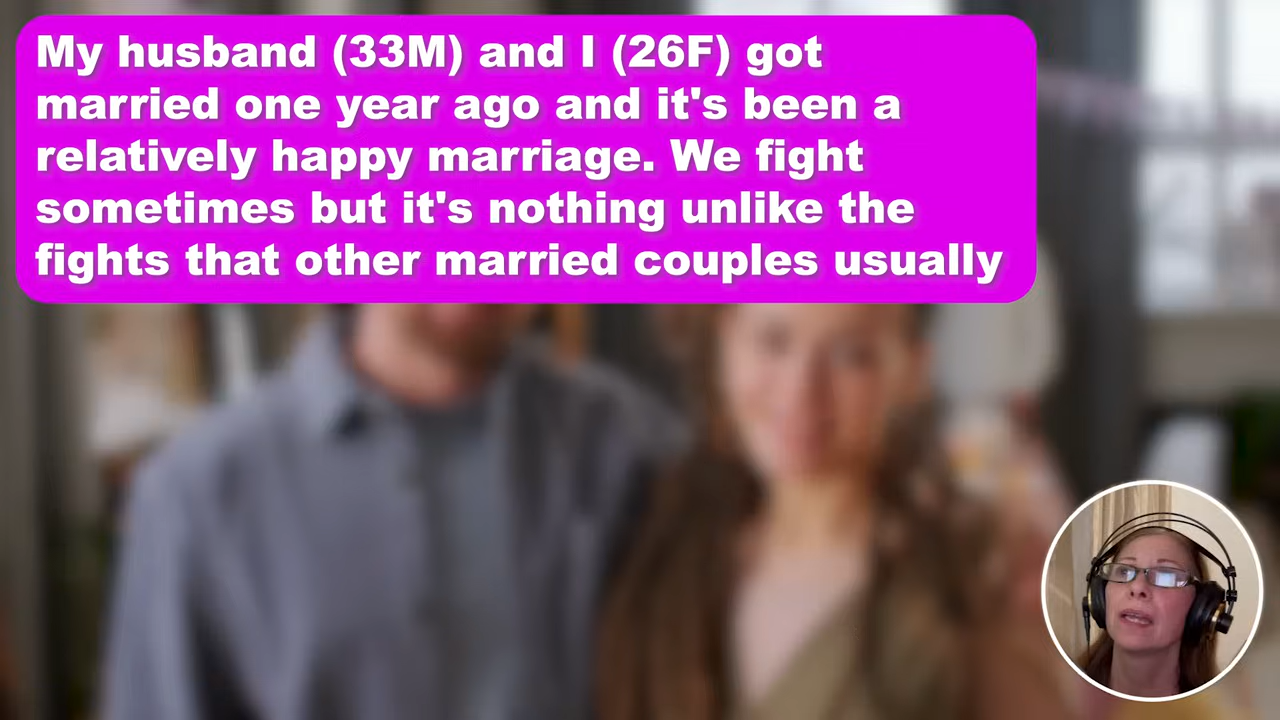 My husband (33M) and I (26F) got
married one year ago and it's been a
relatively happy marriage. We fight
sometimes but it's nothing unlike the
fights that other married couples usually